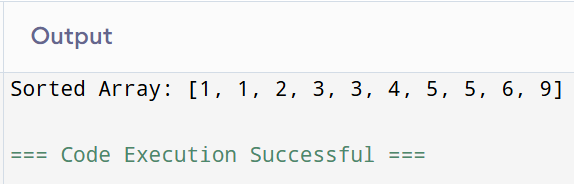 Output
Sorted Array: [1, 1, 2, 3, 3, 4, 5, 5, 6, 9]
=== Code Execution Successful ===